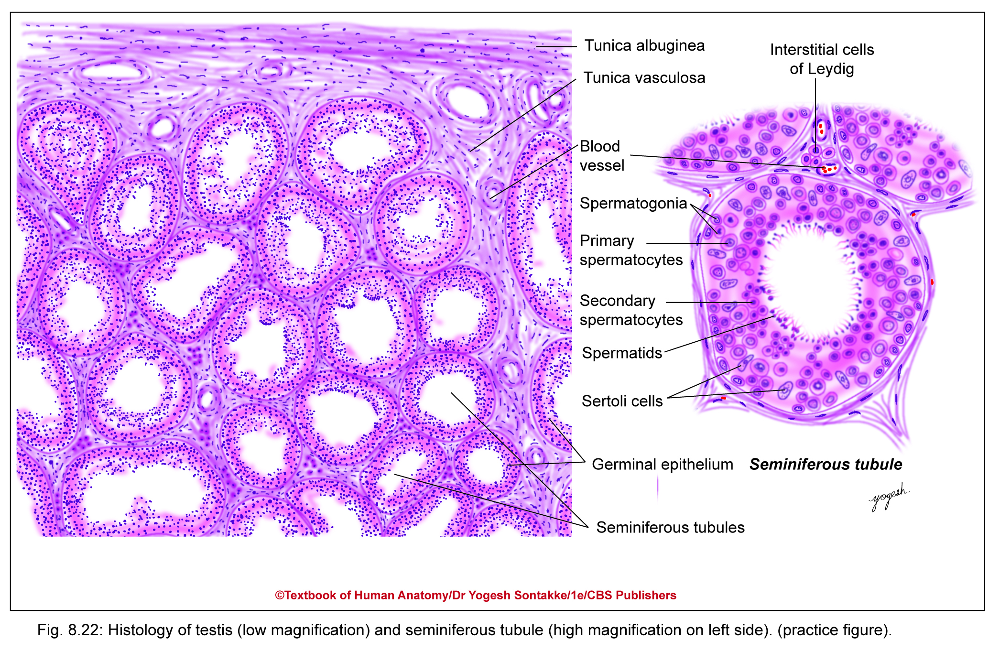 Tunica albuginea
Interstitial cells
of Leydig
Tunica vasculosa
Blood
vessel
Spermatogonia
Primary
spermatocytes
Secondary
spermatocytes
Spermatids
Sertoli cells
Germinal epithelium
Seminiferous tubule
yogesh
Seminiferous tubules
©Textbook of Human Anatomy/Dr Yogesh Sontakke/1e/CBS Publishers
Fig. 8.22: Histology of testis (low magnification) and seminiferous tubule (high magnification on left side). (practice figure).